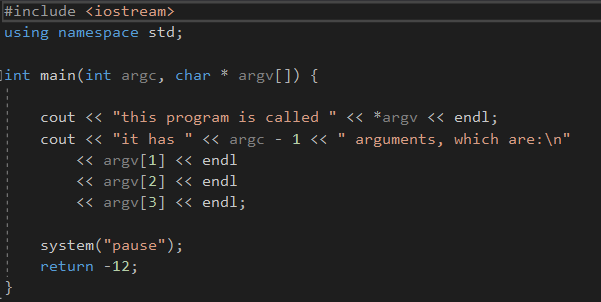 #include <iostream>
using namespace std;
int main(int argc, char * argv[]) {
cout << "this program is called " << *argv << endl;
cout << "it has " << argc - 1 << " arguments, which are:\n"
<< argv[1] << endl
<< argv[2] << endl
<< argv[3] << endl;
system("pause");
return -12;
}